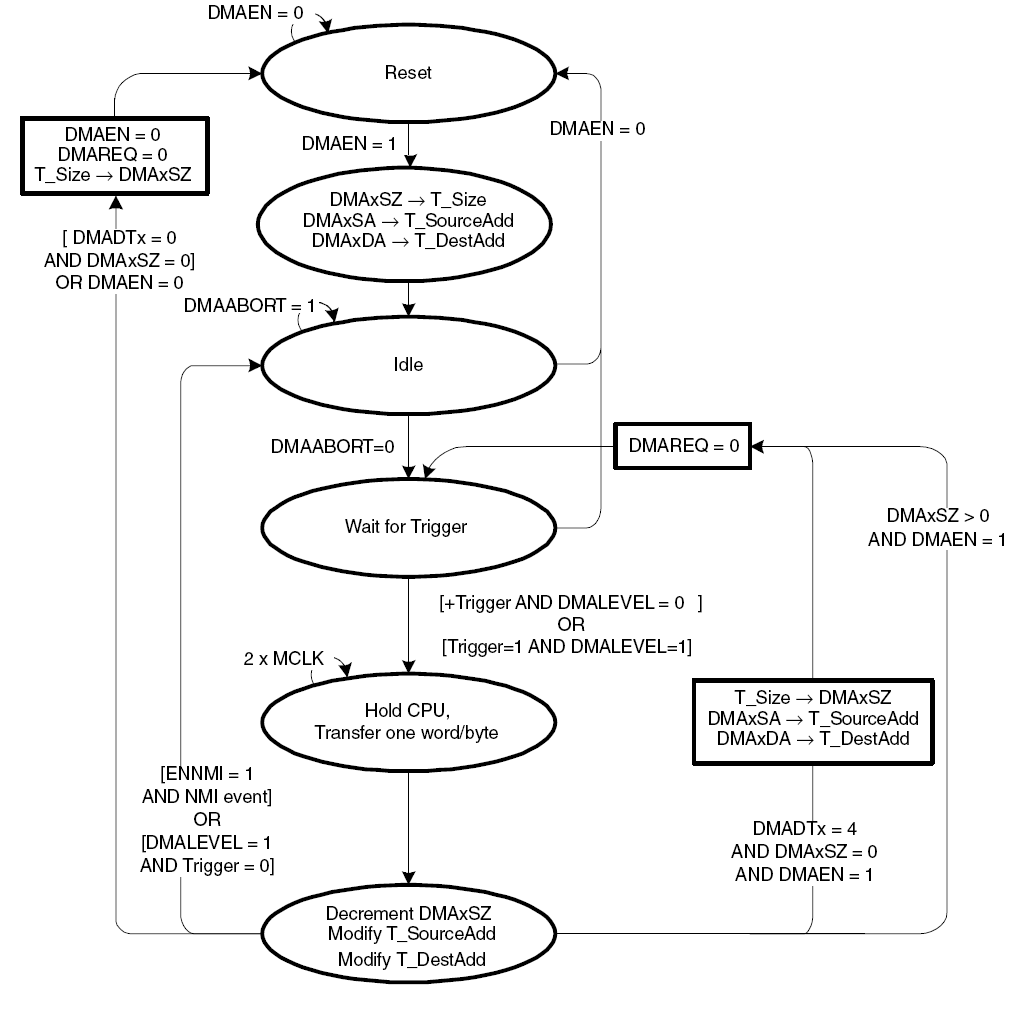 DMAEN = 0
Reset
DMAEN = 0
DMAREQ = 0
T_Size → DMAxSZ
DMAEN = 1
DMAEN = 0
DMAxSZ → T_Size
DMAxSA → T_SourceAdd
DMAxDA → T_DestAdd
[ DMADTx = 0
AND DMAxSZ = 0]
OR DMAEN = 0
DMAABORT = 1
Idle
DMAABORT=0
DMAREQ = 0
Wait for Trigger
DMAxSZ > 0
AND DMAEN = 1
[+Trigger AND DMALEVEL = 0 ]
OR
[Trigger=1 AND DMALEVEL=1]
2 x MCLK
Hold CPU,
Transfer one word/byte
T_Size → DMAxSZ
DMAxSA → T_SourceAdd
DMAxDA → T_DestAdd
[ENNMI = 1
AND NMI event]
OR
[DMALEVEL = 1
AND Trigger = 0]
DMADTx = 4
AND DMAxSZ = 0
AND DMAEN = 1
Decrement DMAxSZ
Modify T_SourceAdd
Modify T_DestAdd